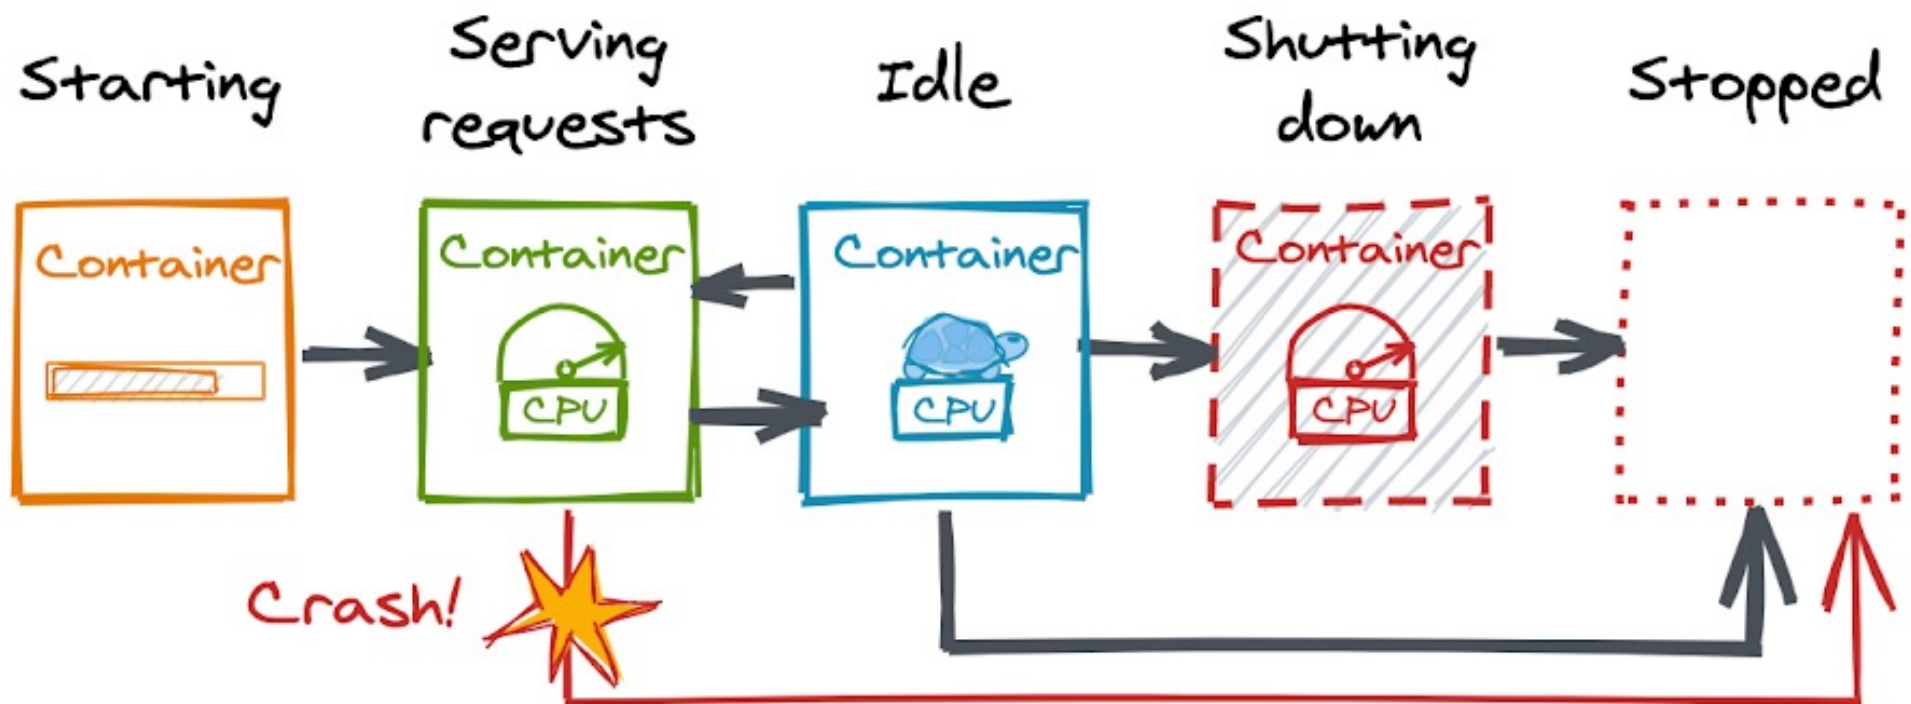 Starting
Serving
requests
Idle
Shutting
down
Stopped
Container
Container
Container
Container
CPU
CPU
CPU
Crash!